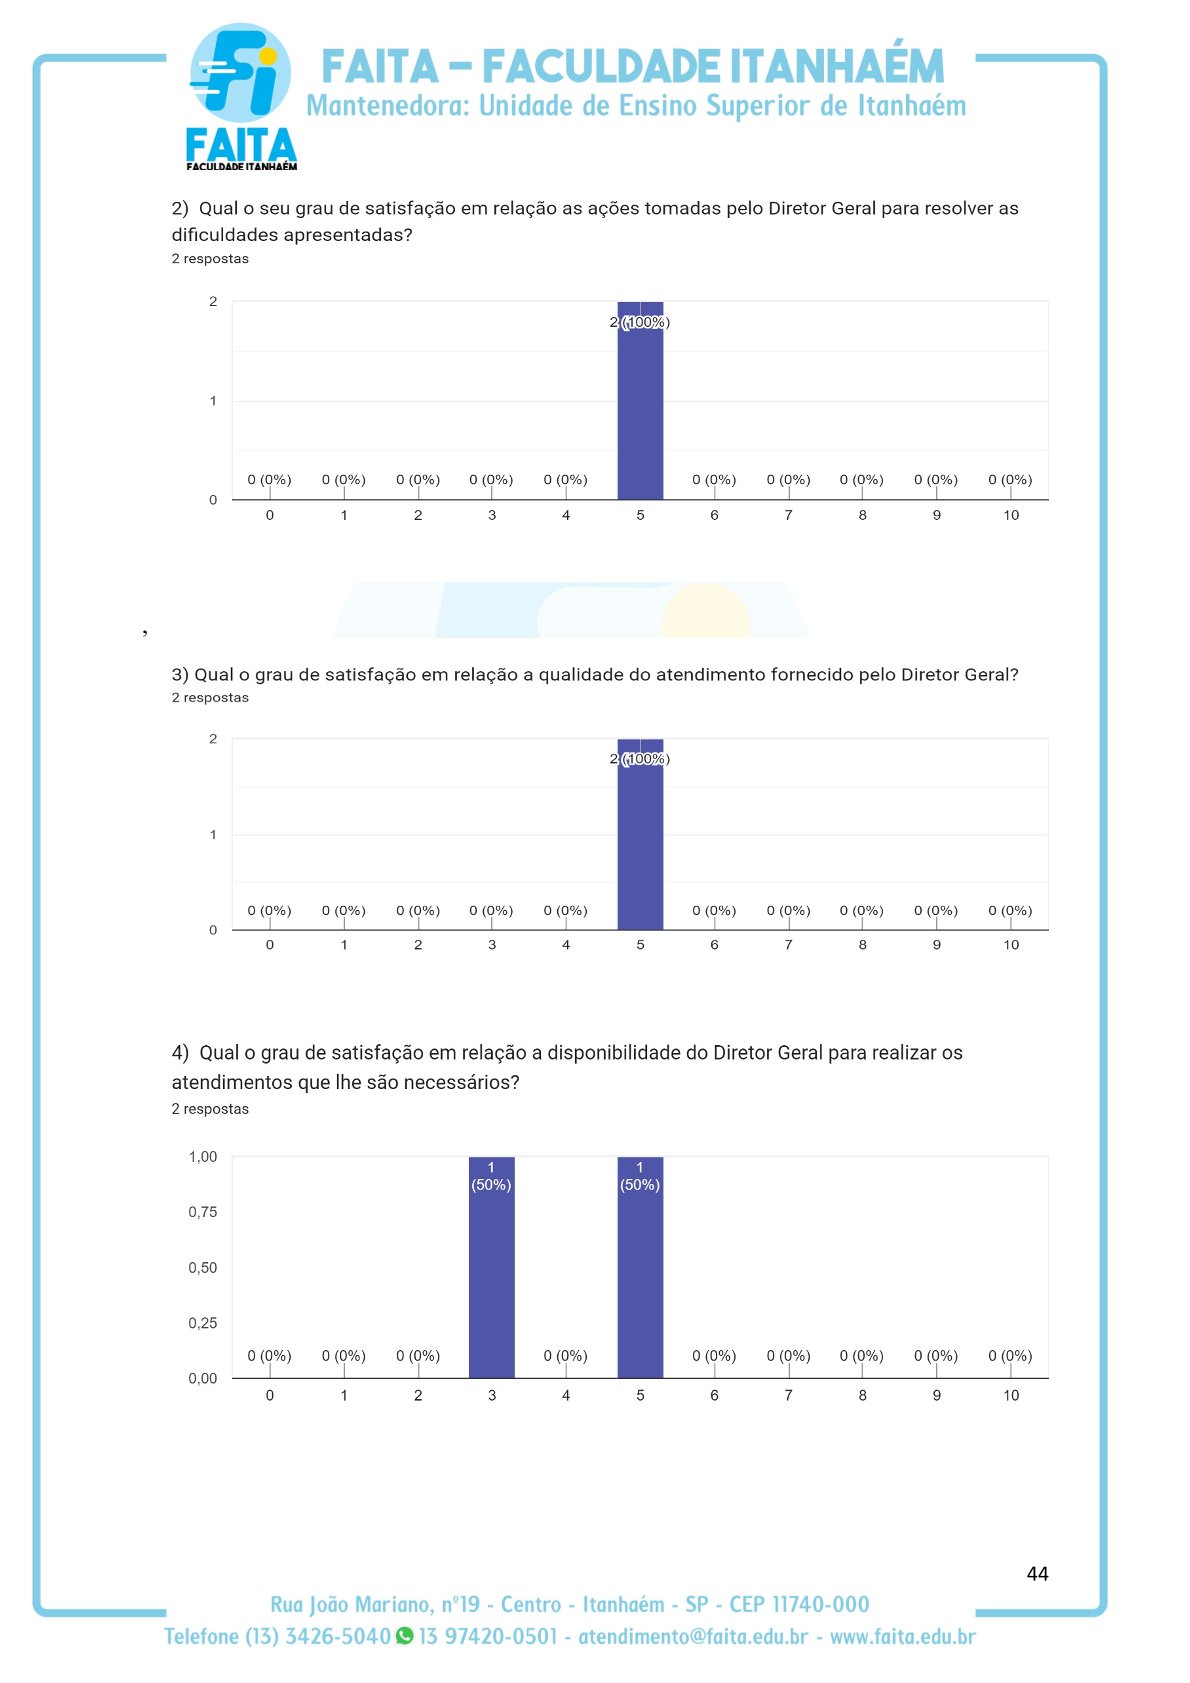 FAITA – FACULDADE ITANHAÉM
Mantenedora: Unidade de Ensino Superior de Itanhaém
Fi
FAITA
FACULDADE ITANHAÉM
2)  Qual o seu grau de satisfação em relação as ações tomadas pelo Diretor Geral para resolver as
dificuldades apresentadas?
2 respostas
2
2 (100%)
1
0 (0%) 0 (0%) 0 (0%) 0 (0%) 0 (0%) 0 (0%) 0 (0%) 0 (0%) 0 (0%) 0 (0%)
0
0 1 2 3 4 5 6 7 8 9 10
,
3) Qual o grau de satisfação em relação a qualidade do atendimento fornecido pelo Diretor Geral?
2 respostas
2
2 (100%)
1
0 (0%) 0 (0%) 0 (0%) 0 (0%) 0 (0%) 0 (0%) 0 (0%) 0 (0%) 0 (0%) 0 (0%)
0
0 1 2 3 4 5 6 7 8 9 10
4)  Qual o grau de satisfação em relação a disponibilidade do Diretor Geral para realizar os
atendimentos que lhe são necessários?
2 respostas
1,00
1 1
(50%) (50%)
0,75
0,50
0,25
0 (0%) 0 (0%) 0 (0%) 0 (0%) 0 (0%) 0 (0%) 0 (0%) 0 (0%) 0 (0%)
0,00
0 1 2 3 4 5 6 7 8 9 10
44
Rua João Mariano, nº19 - Centro - Itanhaém - SP - CEP 11740-000
Telefone (13) 3426-5040 13 97420-0501 - atendimento@faita.edu.br - www.faita.edu.br